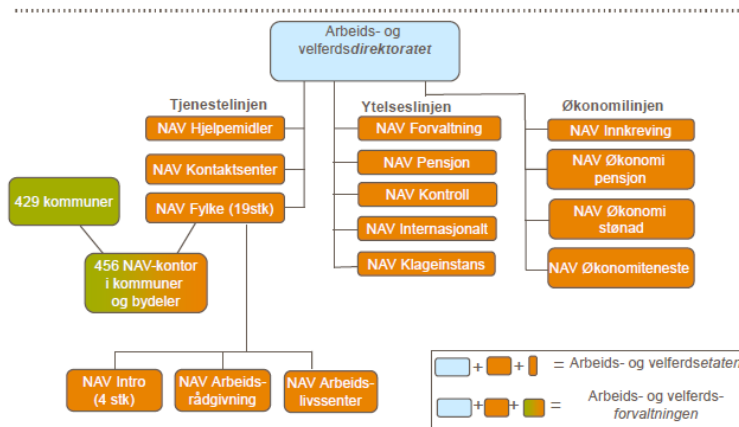 Arbeids- og
velferdsdirektoratet
Tjenestelinjen
NAV Hjelpemidler
NAV Kontaktsenter
NAV Fylke (19stk)
429 kommuner
456 NAV-kontor
i kommuner
og bydeler
NAV Intro
(4 stk)
NAV Arbeids-
rådgivning
NAV Arbeids-
livssenter
Ytelseslinjen
NAV Forvaltning
NAV Pensjon
NAV Kontroll
NAV Internasjonalt
NAV Klageinstans
Økonomilinjen
NAV Innkreving
NAV Økonomi
pensjon
NAV Økonomi
stønad
NAV Økonomiteneste
+ + = Arbeids- og velferdsetaten
+ + = Arbeids- og velferds-
forvaltningen